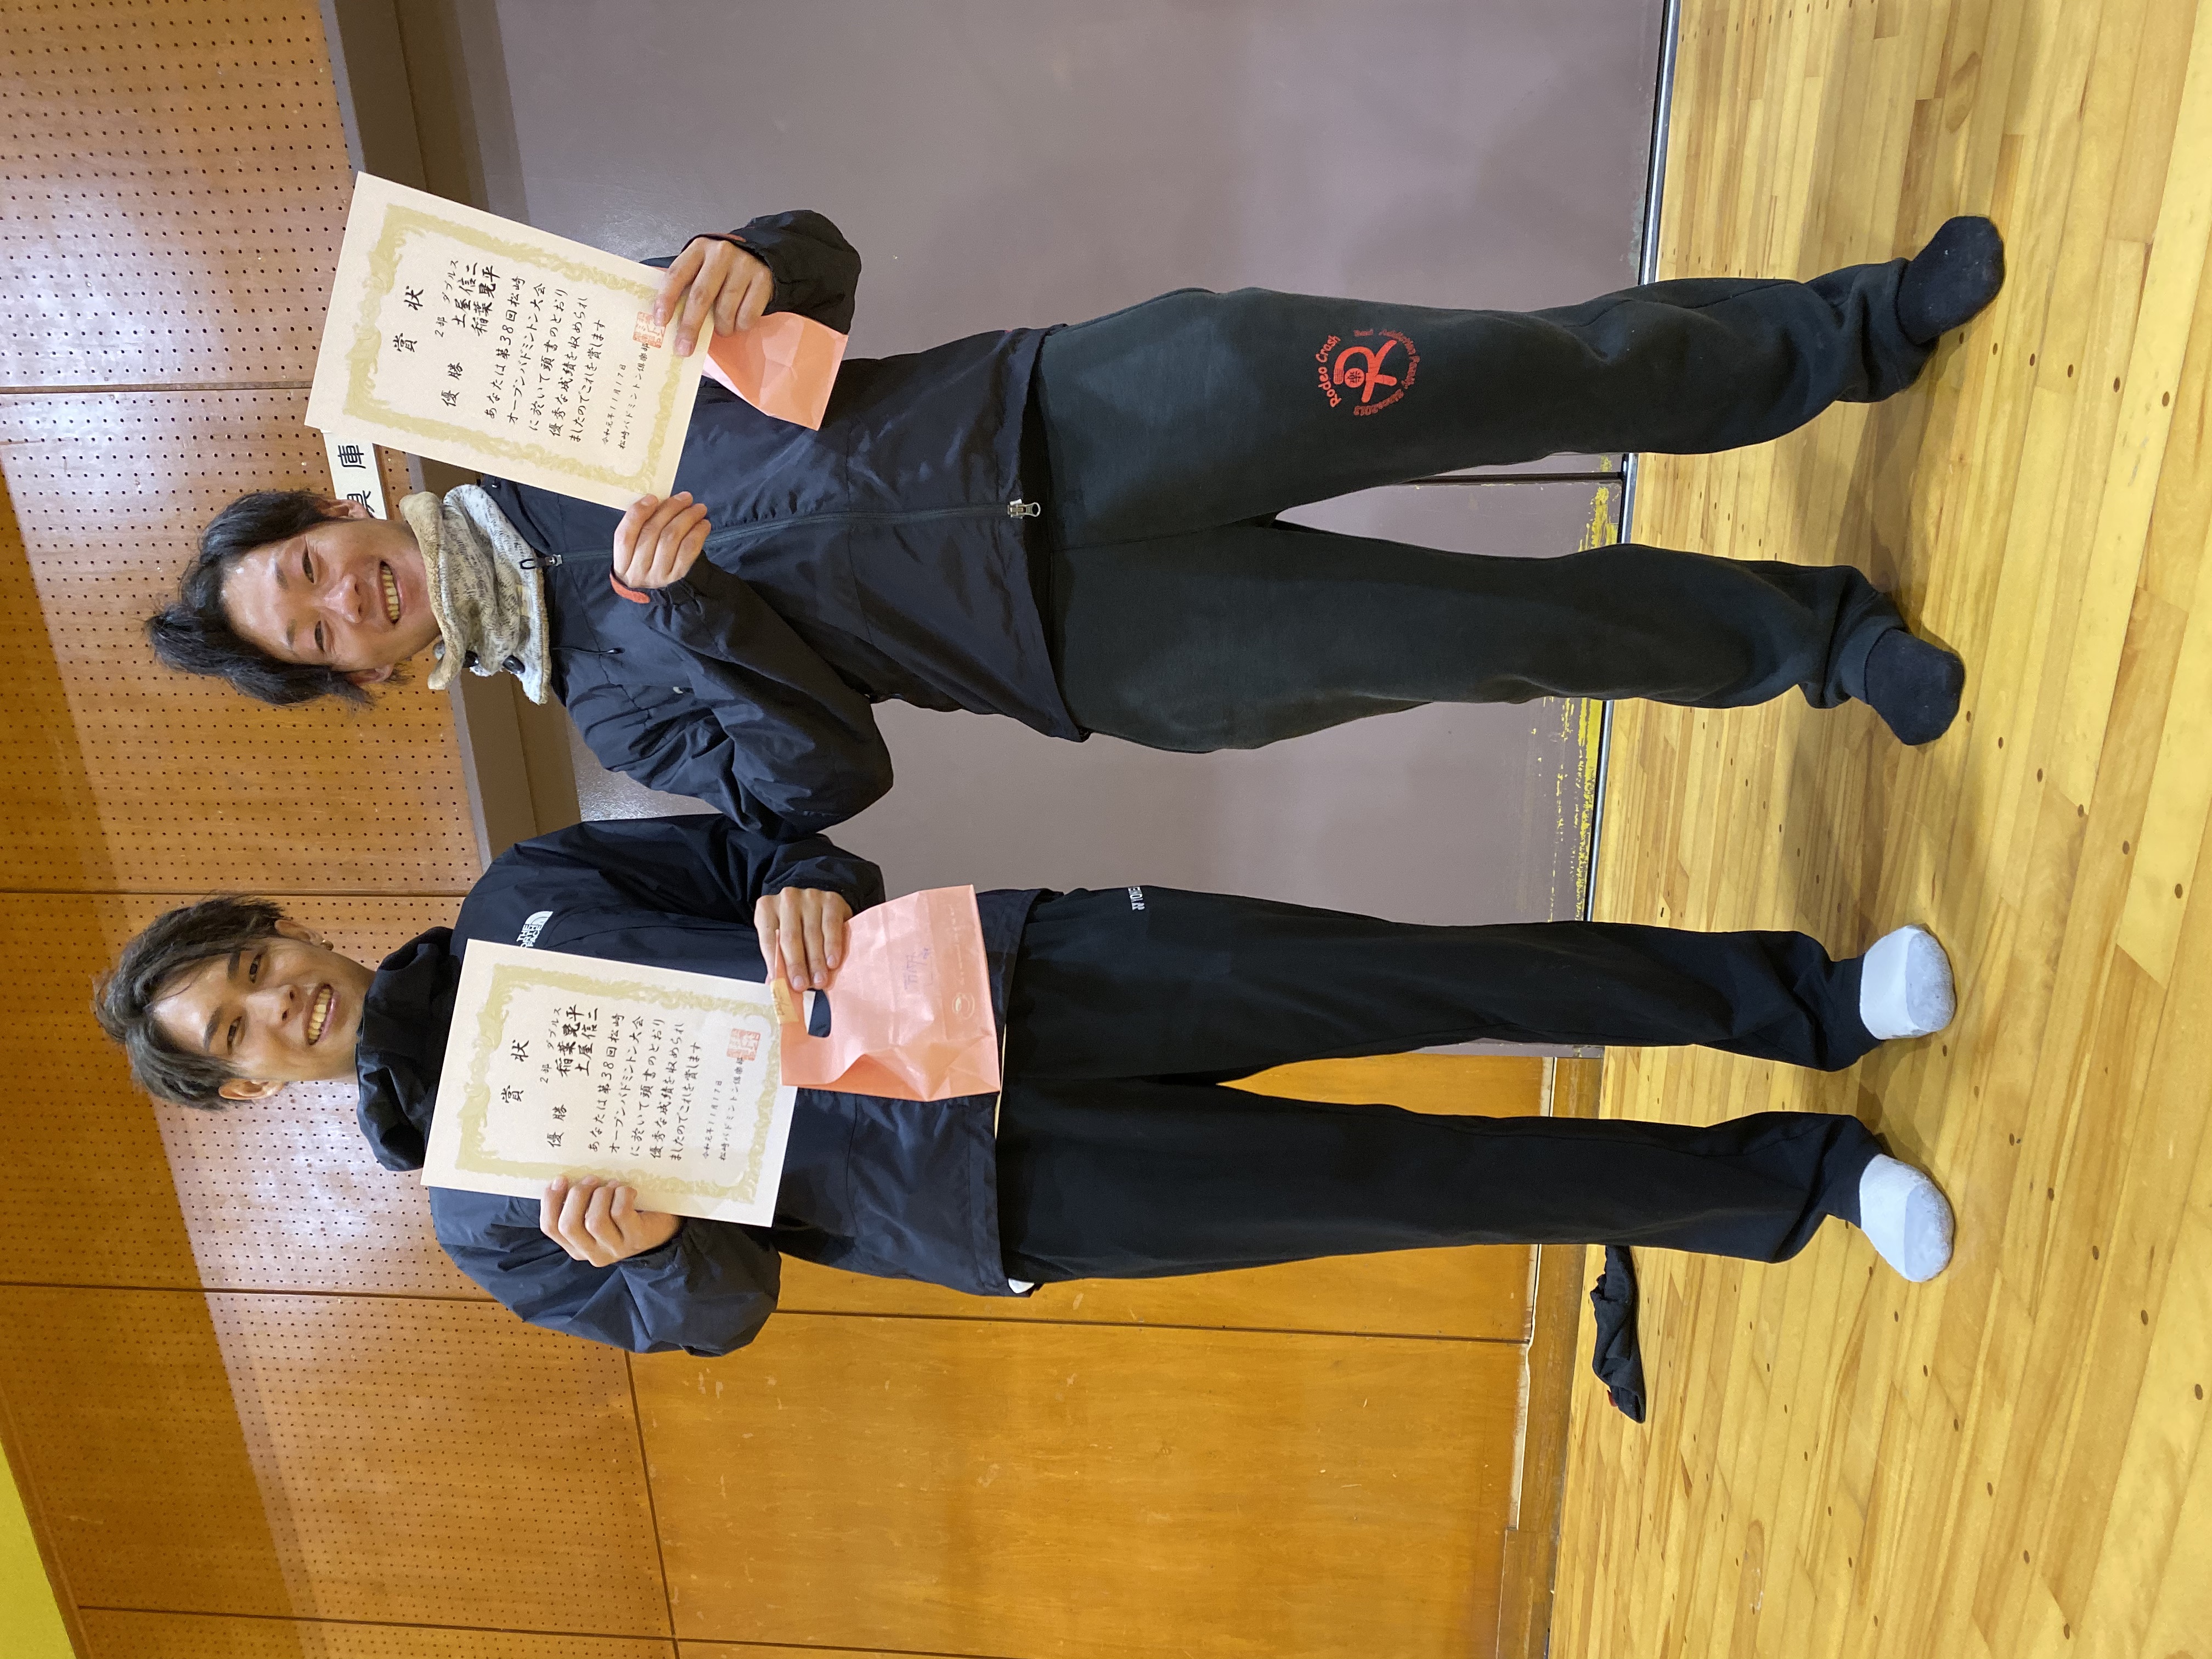 賞状
2部 ダブルス
優勝 稲葉晃平
土屋信二
あなたは第38回松崎
オープンバドミントン大会
に於いて頭書のとおり
優秀な成績を収められ
ましたのでこれを賞します
令和元年11月17日
松崎バドミントン倶楽部
THE
NORTH
FACE
YONEX
具庫
賞状
2部 ダブルス
優勝 土屋信二
稲葉晃平
あなたは第38回松崎
オープンバドミントン大会
に於いて頭書のとおり
優秀な成績を収められ
ましたのでこれを賞します
令和元年11月17日
松崎バドミントン倶楽部
Rodeo Crash
R
楽